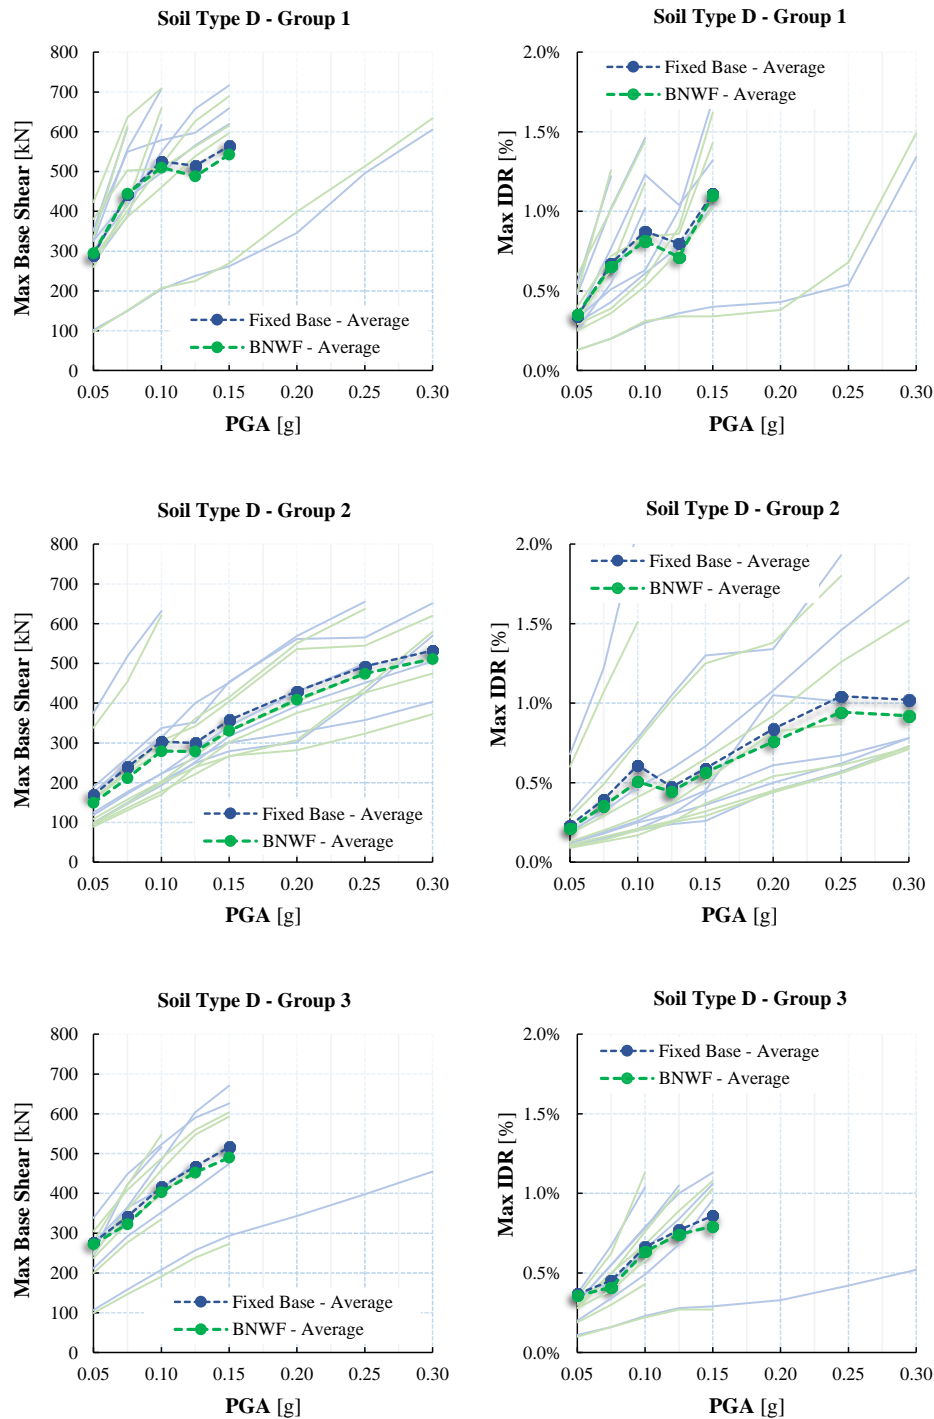 Soil Type D - Group 1
800
700
600
500
400
300
200
100
0
Max Base Shear [kN]
Fixed Base - Average
BNWF - Average
0.05 0.10 0.15 0.20 0.25 0.30
PGA [g]
Soil Type D - Group 1
2.0%
1.5%
1.0%
0.5%
0.0%
Max IDR [%]
Fixed Base - Average
BNWF - Average
0.05 0.10 0.15 0.20 0.25 0.30
PGA [g]
Soil Type D - Group 2
800
700
600
500
400
300
200
100
0
Max Base Shear [kN]
Fixed Base - Average
BNWF - Average
0.05 0.10 0.15 0.20 0.25 0.30
PGA [g]
Soil Type D - Group 2
2.0%
1.5%
1.0%
0.5%
0.0%
Max IDR [%]
Fixed Base - Average
BNWF - Average
0.05 0.10 0.15 0.20 0.25 0.30
PGA [g]
Soil Type D - Group 3
800
700
600
500
400
300
200
100
0
Max Base Shear [kN]
Fixed Base - Average
BNWF - Average
0.05 0.10 0.15 0.20 0.25 0.30
PGA [g]
Soil Type D - Group 3
2.0%
1.5%
1.0%
0.5%
0.0%
Max IDR [%]
Fixed Base - Average
BNWF - Average
0.05 0.10 0.15 0.20 0.25 0.30
PGA [g]